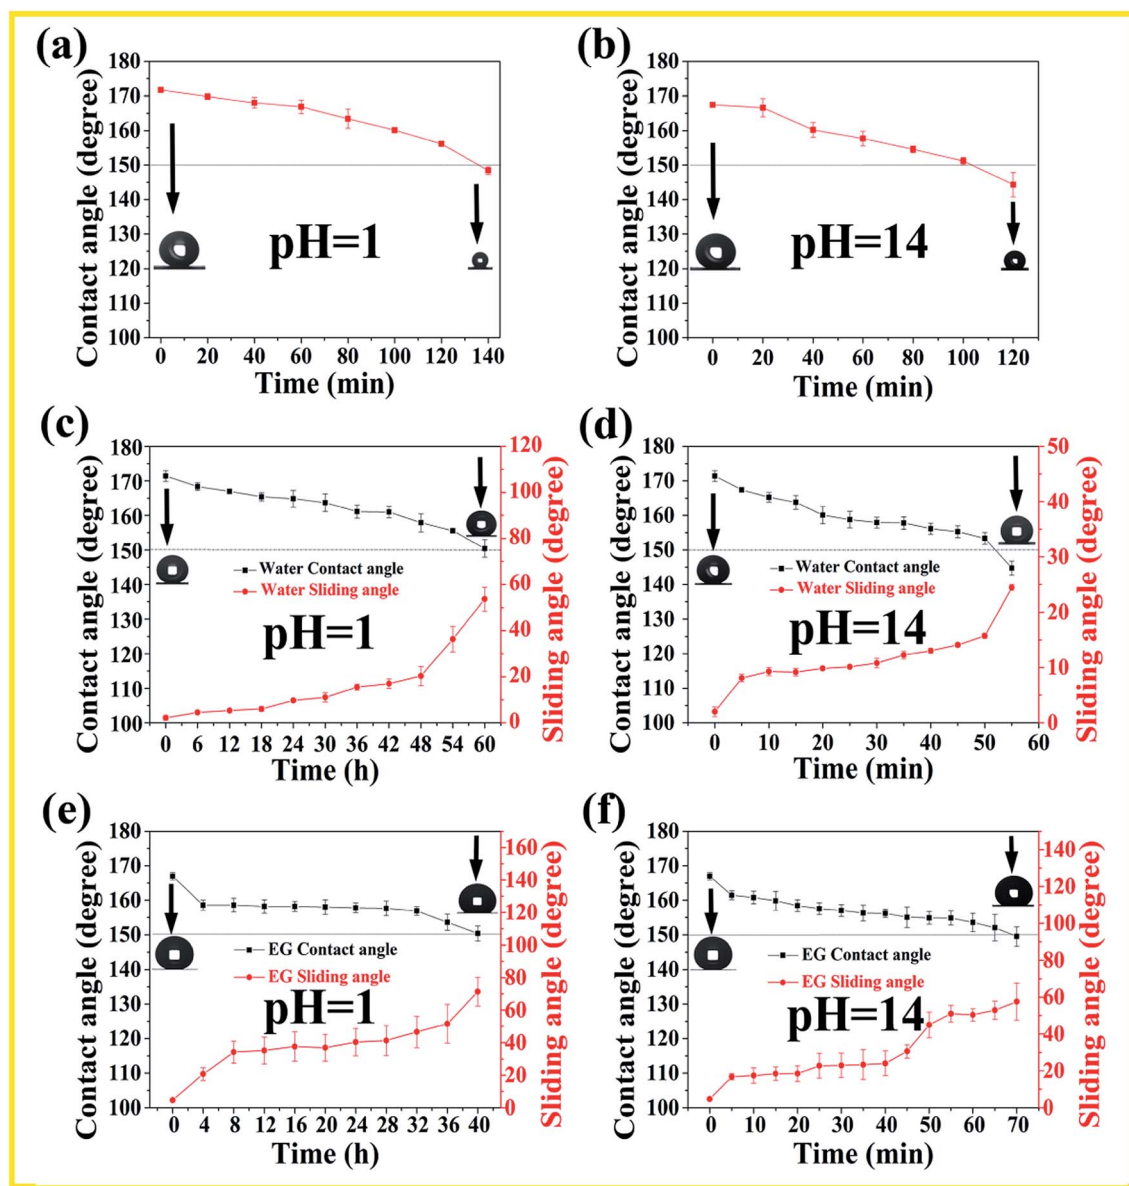 (a)
180
170
160
150
140
130
120
110
100
Contact angle (degree)
pH=1
0 20 40 60 80 100 120 140
Time (min)
(b)
180
170
160
150
140
130
120
110
100
Contact angle (degree)
pH=14
0 20 40 60 80 100 120
Time (min)
(c)
180
170
160
150
140
130
120
110
100
Contact angle (degree)
Water Contact angle
Water Sliding angle
pH=1
120
100
80
60
40
20
0
Sliding angle (degree)
0 6 12 18 24 30 36 42 48 54 60
Time (h)
(d)
180
170
160
150
140
130
120
110
100
Contact angle (degree)
Water Contact angle
Water Sliding angle
pH=14
50
40
30
20
10
0
Sliding angle (degree)
0 10 20 30 40 50 60
Time (min)
(e)
180
170
160
150
140
130
120
110
100
Contact angle (degree)
EG Contact angle
EG Sliding angle
pH=1
160
140
120
100
80
60
40
20
0
Sliding angle (degree)
0 4 8 12 16 20 24 28 32 36 40
Time (h)
(f)
180
170
160
150
140
130
120
110
100
Contact angle (degree)
EG Contact angle
EG Sliding angle
pH=14
140
120
100
80
60
40
20
0
Sliding angle (degree)
0 10 20 30 40 50 60 70
Time (min)